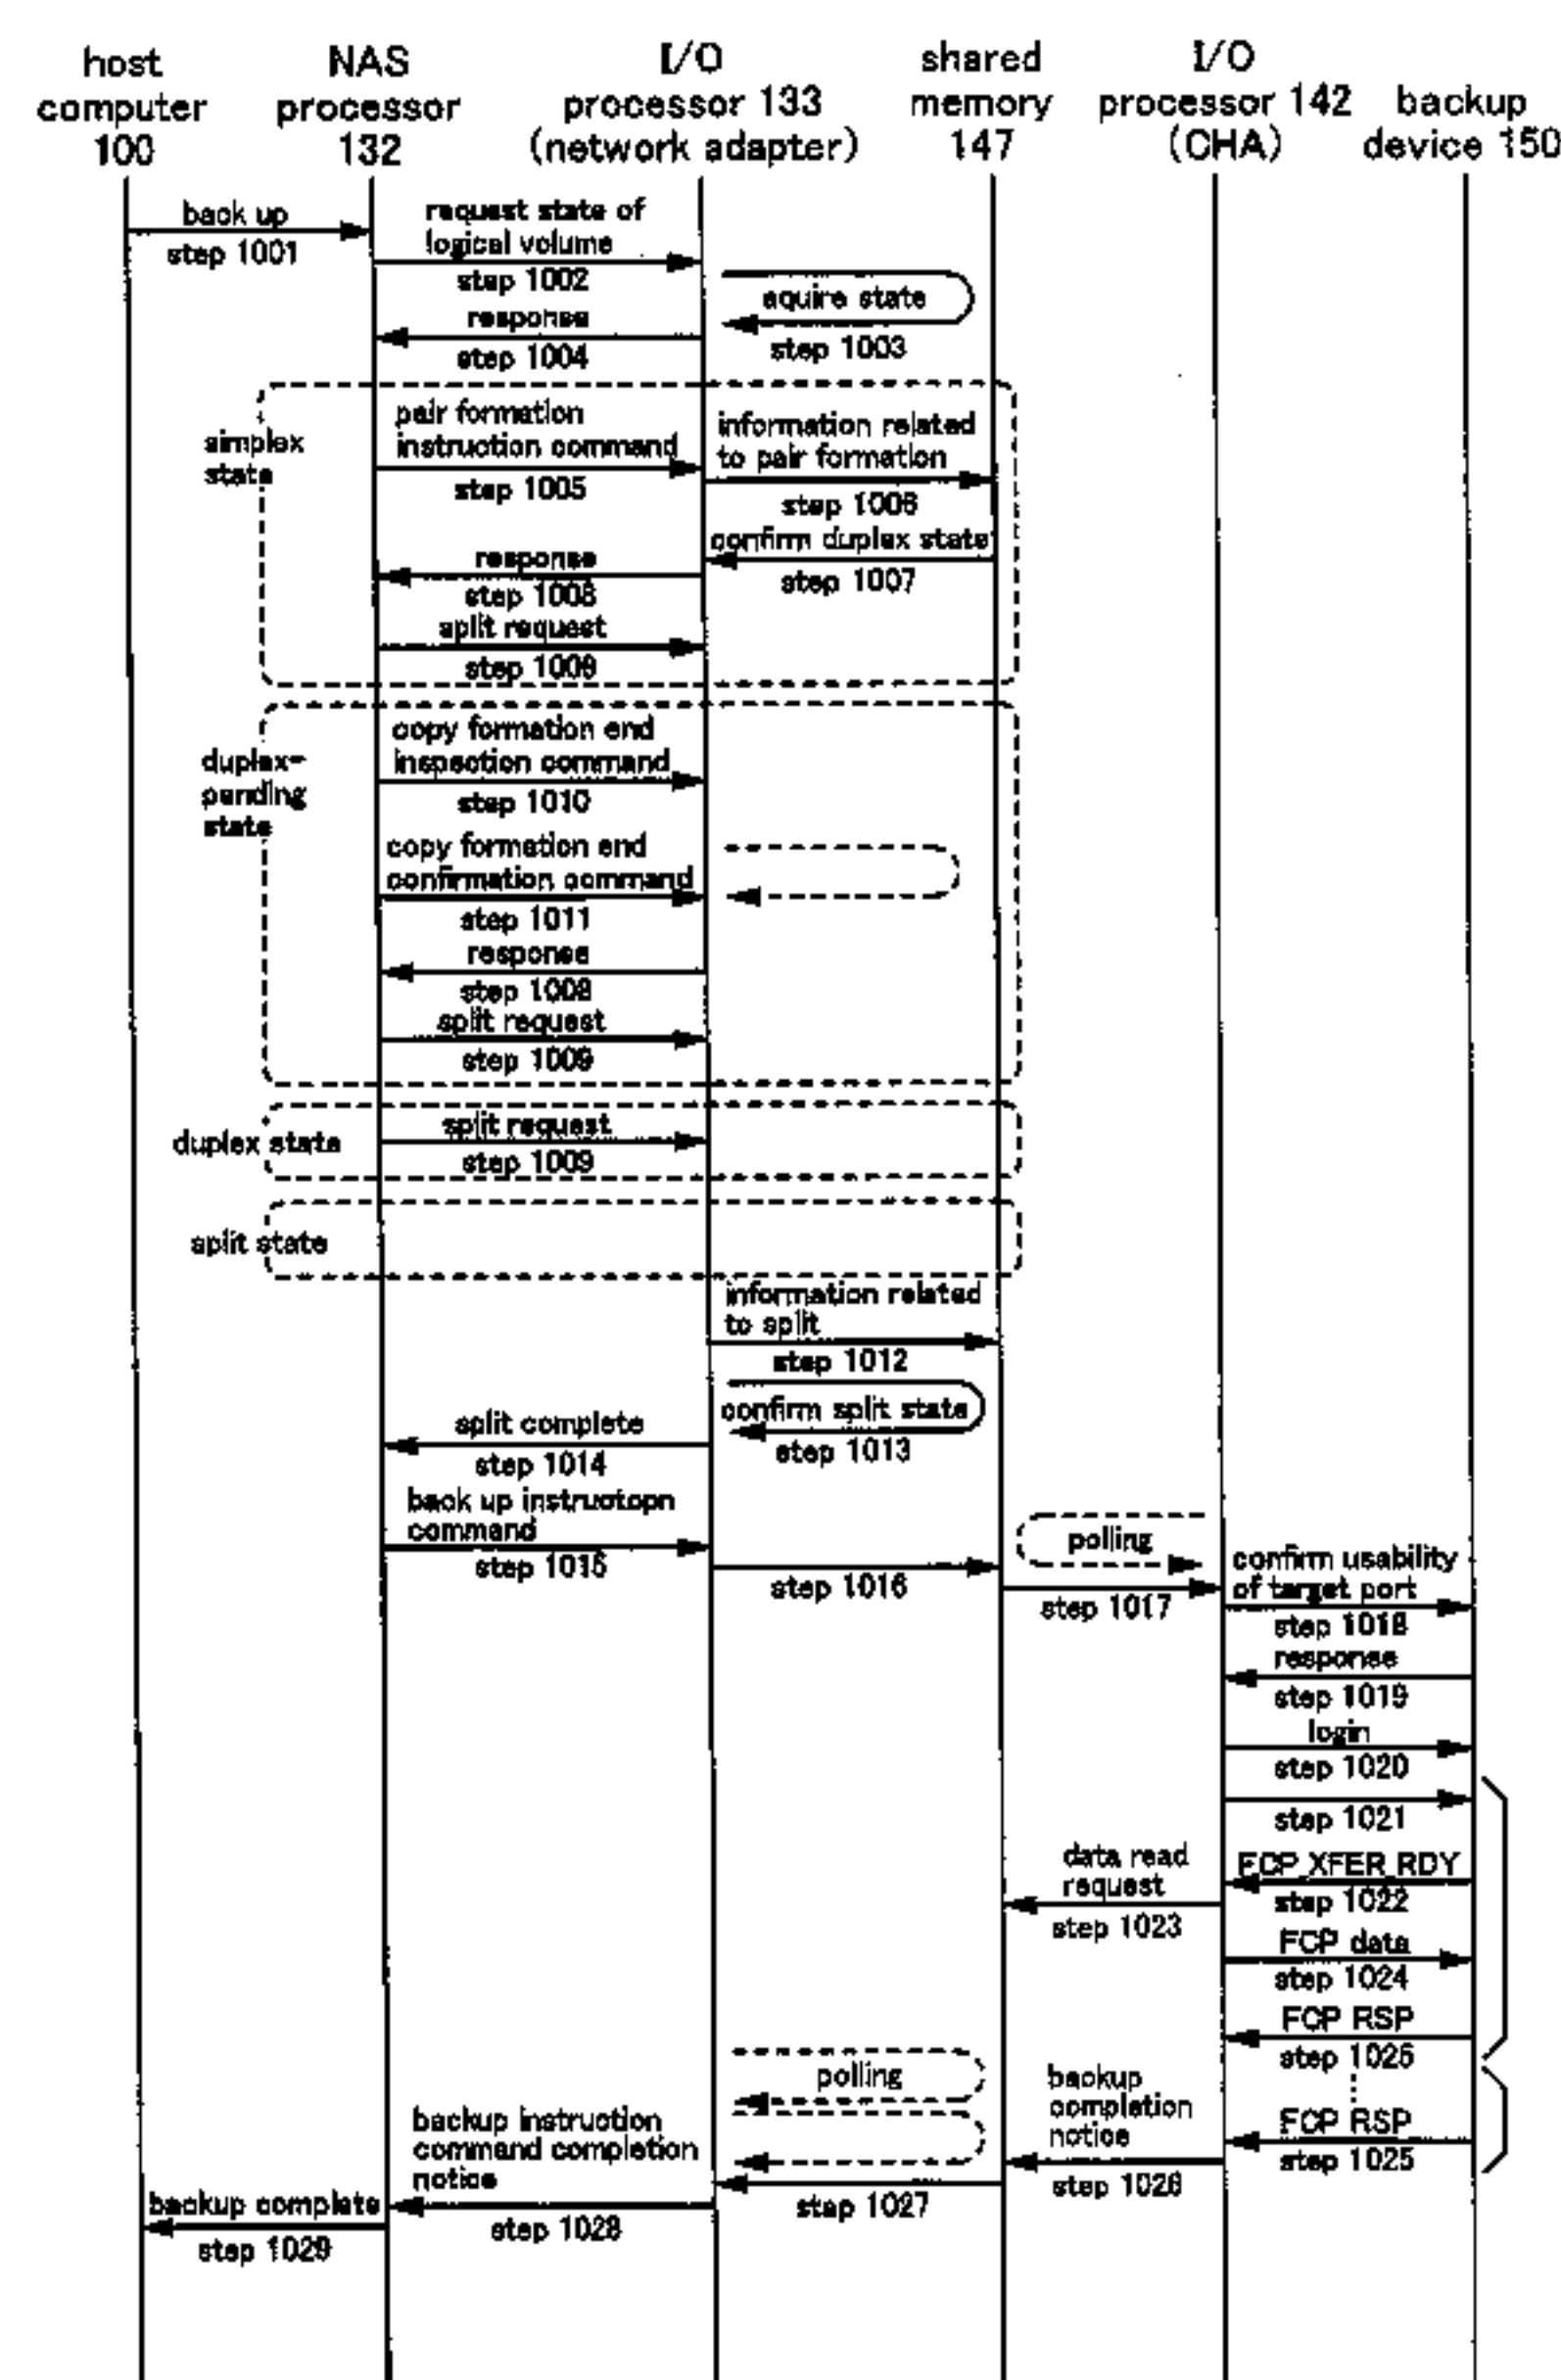 host
computer
100
NAS
processor
132
I/O
processor 133
(network adapter)
shared
memory
147
I/O
processor 142
(CHA)
backup
device 150
back up
step 1001
request state of
logical volume
step 1002
aquire state
step 1003
response
step 1004
simplex
state
pair formation
instruction command
step 1005
information related
to pair formation
step 1006
confirm duplex state
step 1007
response
step 1008
split request
step 1009
duplex-
pending
state
copy formation end
inspection command
step 1010
copy formation end
confirmation command
step 1011
response
step 1008
split request
step 1009
duplex state
split request
step 1009
split state
information related
to split
step 1012
confirm split state
step 1013
split complete
step 1014
back up instructopn
command
step 1015
step 1016
polling
step 1017
confirm usability
of target port
step 1018
response
step 1019
login
step 1020
step 1021
FCP_XFER_RDY
step 1022
data read
request
step 1023
FCP data
step 1024
FCP RSP
step 1025
polling
FCP RSP
step 1025
backup
completion
notice
step 1026
step 1027
backup instruction
command completion
notice
step 1028
backup complete
step 1029